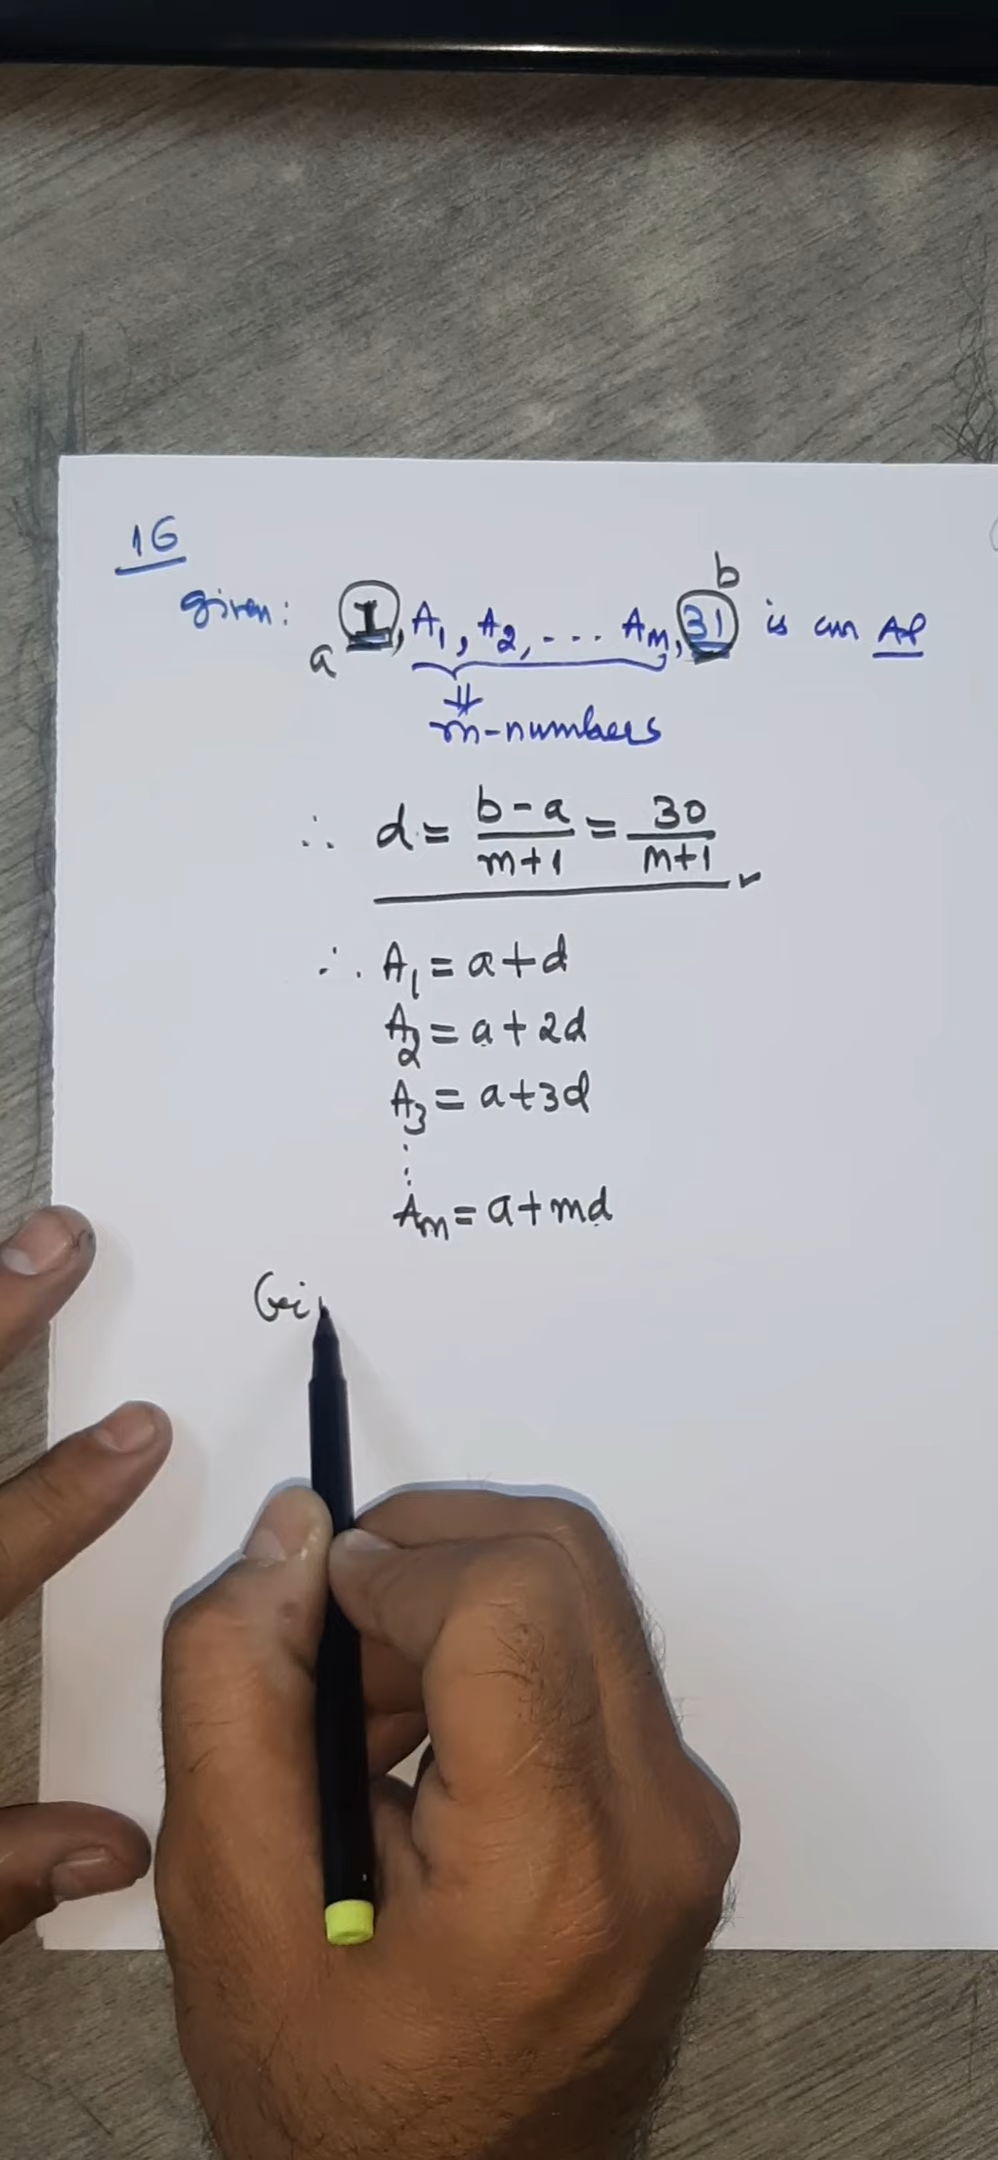 16
given: 1, A₁, A₂, .... Am, 31 is an AP
a
b
m-numbers
∴ d = (b-a)/(m+1) = 30/(m+1)
∴ A₁ = a+d
A₂ = a+2d
A₃ = a+3d
⋮
Am = a+md
Gi